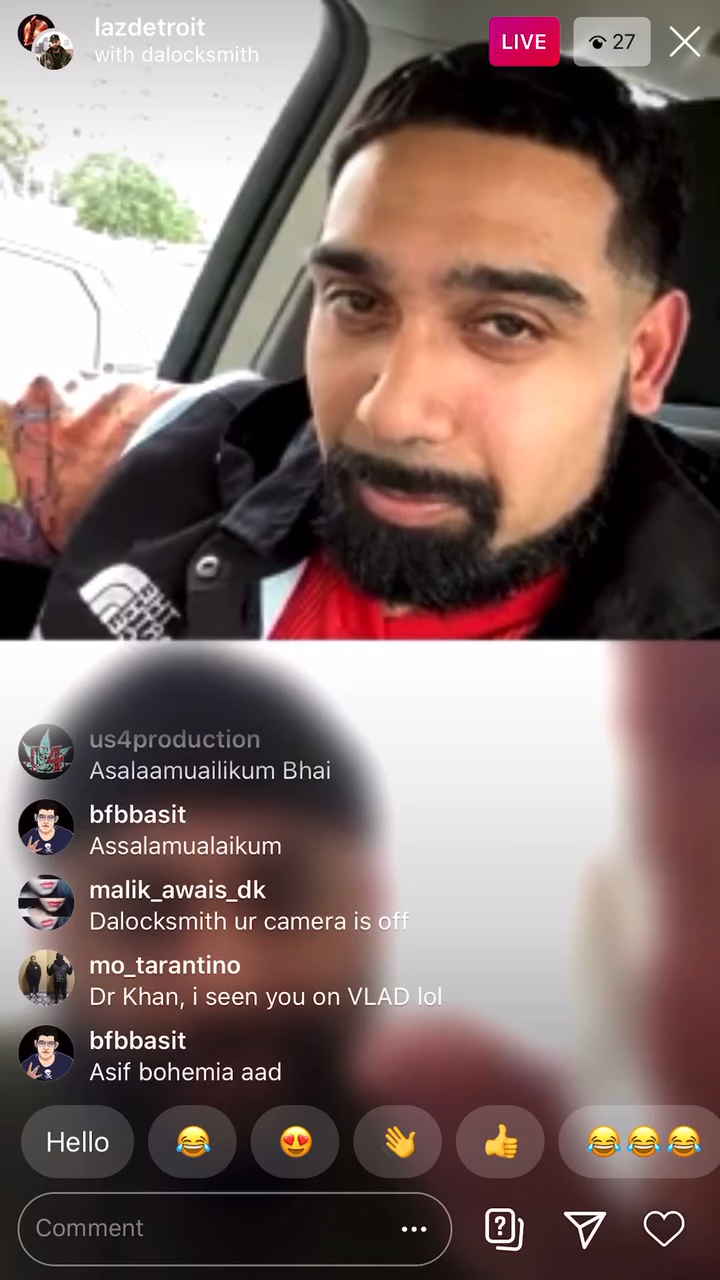 lazdetroit
with dalocksmith
LIVE
27
us4production
Asalaamuailikum Bhai
bfbbasit
Assalamualaikum
malik_awais_dk
Dalocksmith ur camera is off
mo_tarantino
Dr Khan, i seen you on VLAD lol
bfbbasit
Asif bohemia aad
Hello
Comment